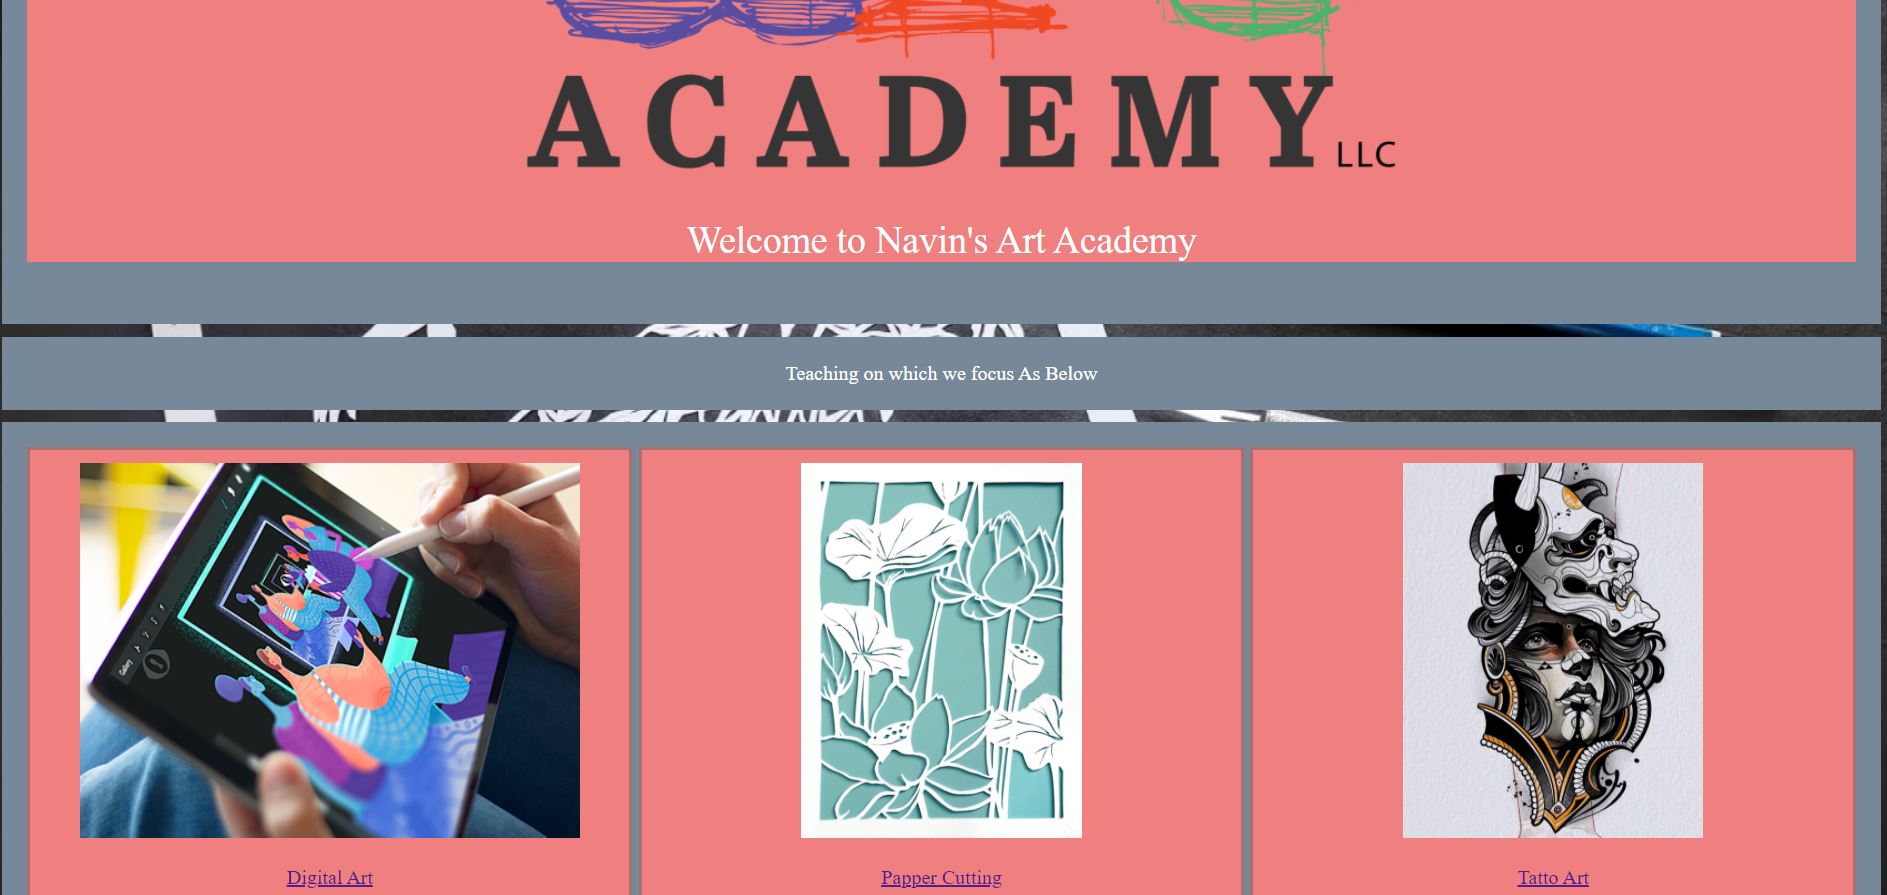 ACADEMY LLC
Welcome to Navin's Art Academy
Teaching on which we focus As Below
Digital Art
Papper Cutting
Tatto Art